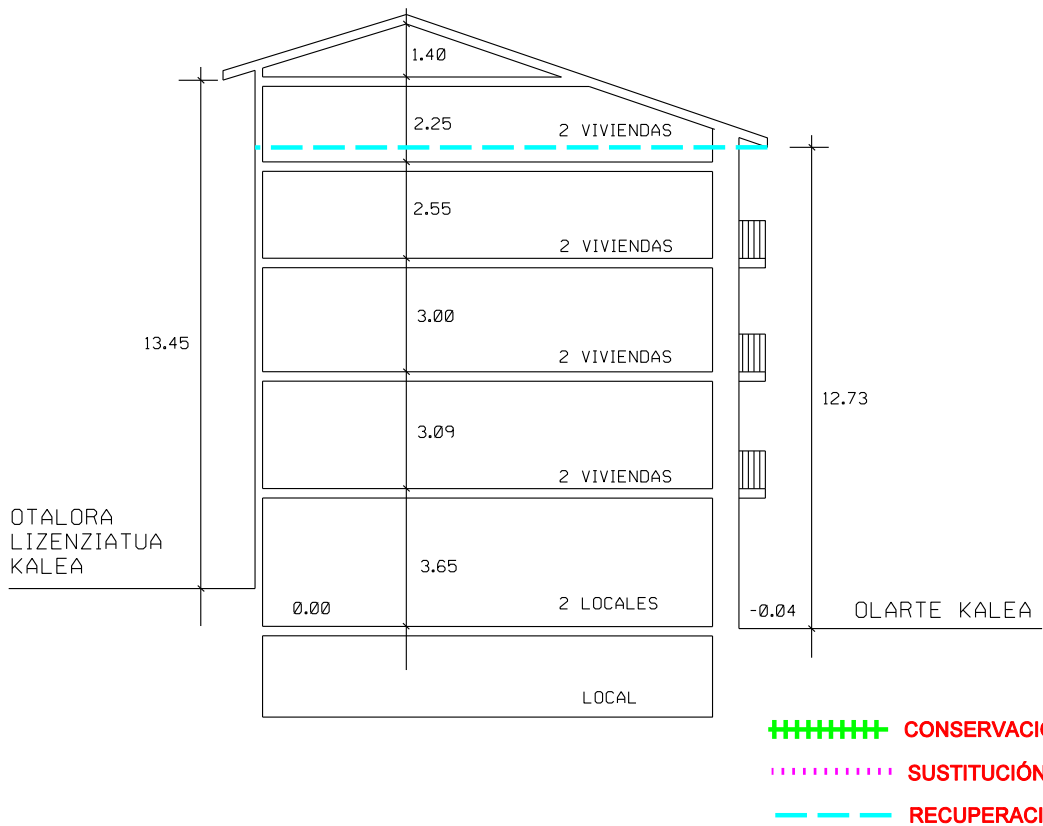 1.40
2.25
2 VIVIENDAS
2.55
2 VIVIENDAS
3.00
2 VIVIENDAS
13.45
12.73
3.09
2 VIVIENDAS
OTALORA
LIZENZIATUA
KALEA
3.65
0.00
2 LOCALES
-0.04
OLARTE KALEA
LOCAL
CONSERVACI
SUSTITUCIÓN
RECUPERACI